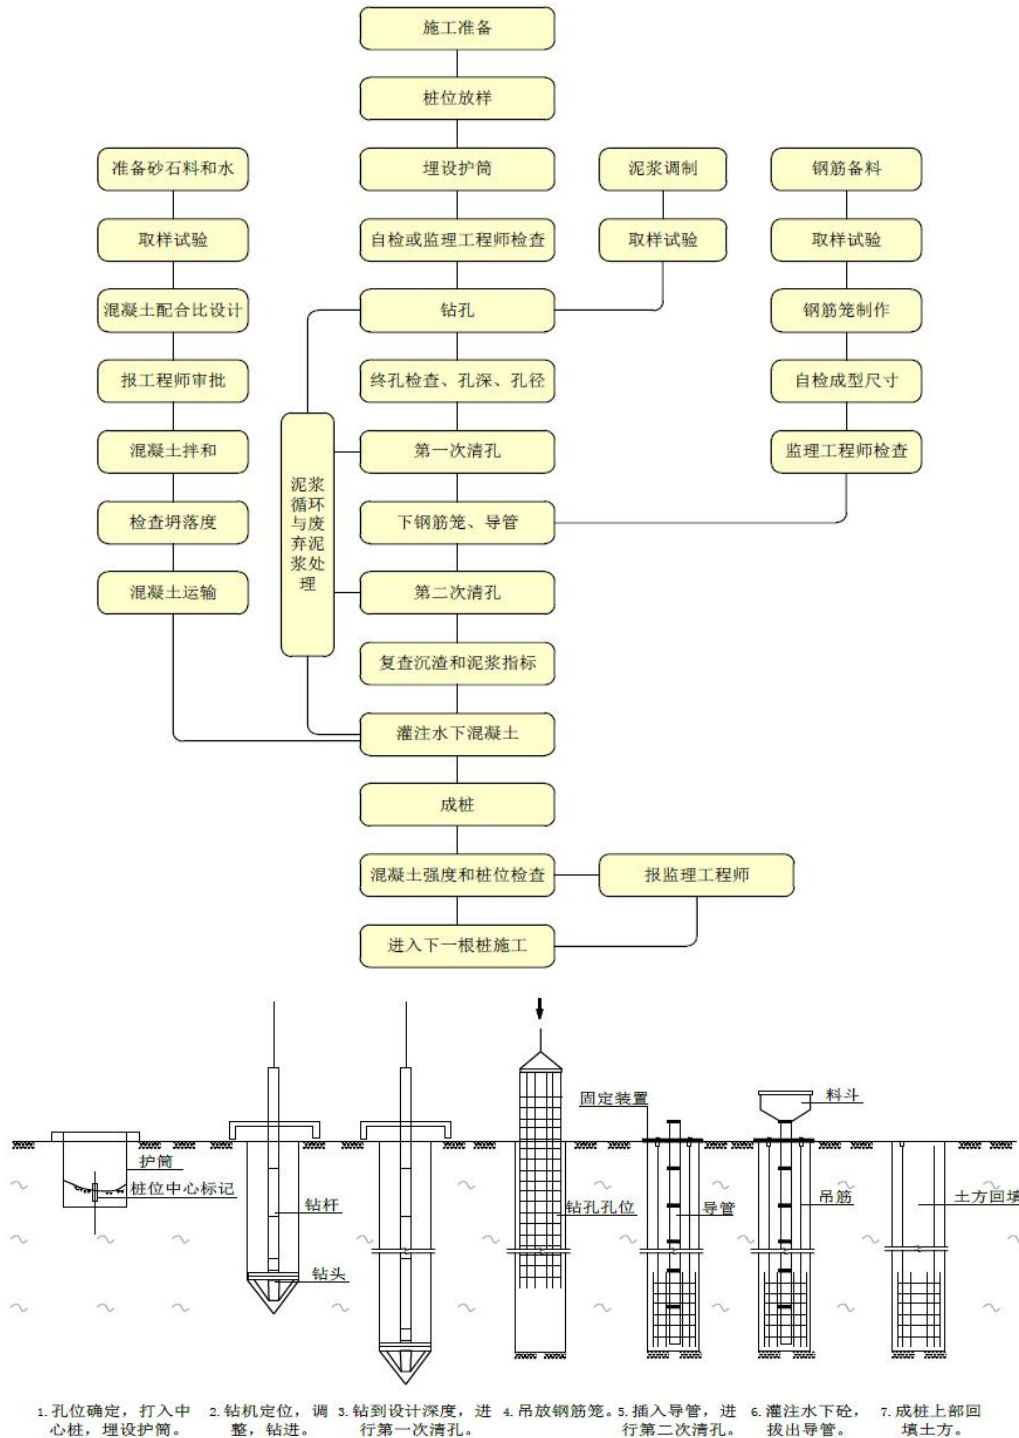 施工准备
桩位放样
准备砂石料和水
埋设护筒
泥浆调制
钢筋备料
取样试验
自检或监理工程师检查
取样试验
取样试验
混凝土配合比设计
钻孔
钢筋笼制作
报工程师审批
终孔检查、孔深、孔径
自检成型尺寸
混凝土拌和
第一次清孔
监理工程师检查
泥浆
循环
与废
弃泥
浆处
理
检查坍落度
下钢筋笼、导管
混凝土运输
第二次清孔
复查沉渣和泥浆指标
灌注水下混凝土
成桩
混凝土强度和桩位检查
报监理工程师
进入下一根桩施工
固定装置
料斗
护筒
桩位中心标记
钻杆
钻孔孔位
导管
吊筋
土方回填
钻头
1.孔位确定，打入中
心桩，埋设护筒。
2.钻机定位，调
整，钻进。
3.钻到设计深度，进
行第一次清孔。
4.吊放钢筋笼。
5.插入导管，进
行第二次清孔。
6.灌注水下砼，
拔出导管。
7.成桩上部回
填土方。